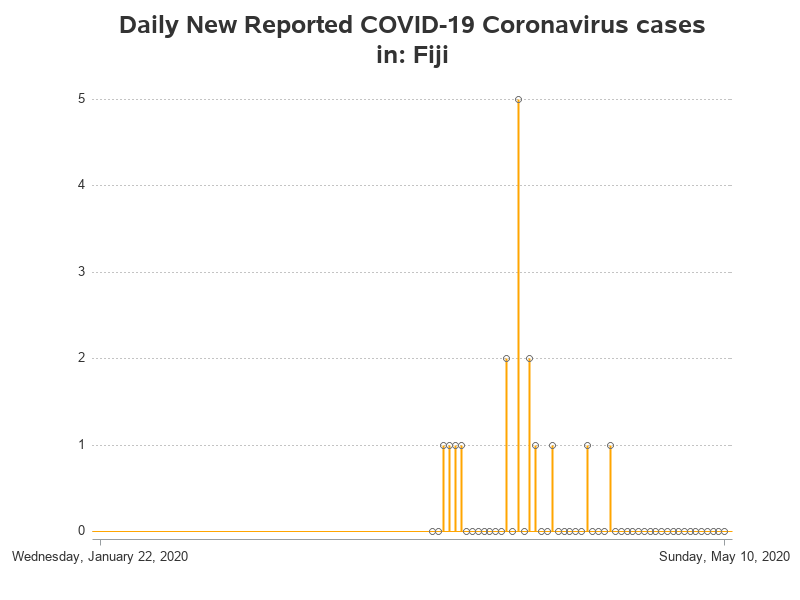 Daily New Reported COVID-19 Coronavirus cases
in: Fiji
5
4
3
2
1
0
Wednesday, January 22, 2020
Sunday, May 10, 2020